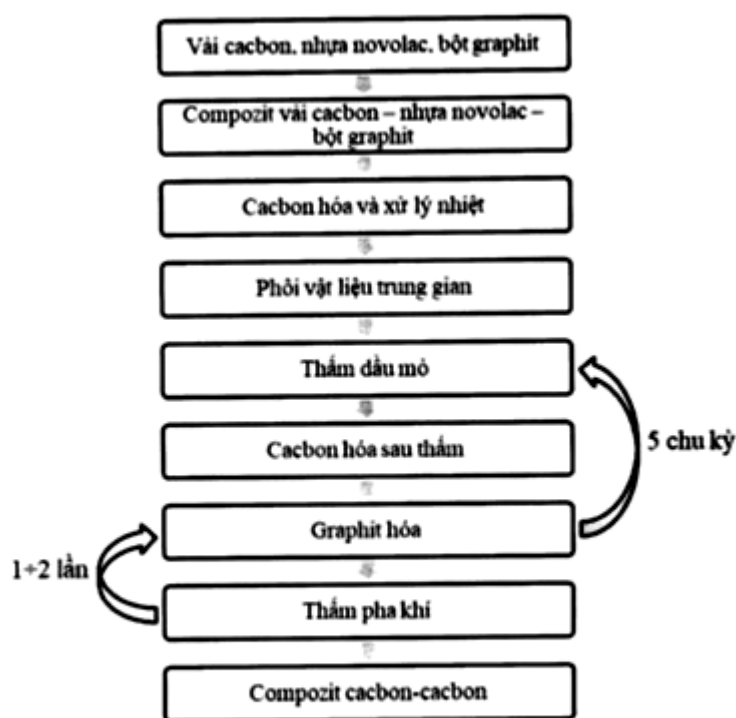 Vải cacbon, nhựa novolac, bột graphit
Compozit vải cacbon – nhựa novolac –
bột graphit
Cacbon hóa và xử lý nhiệt
Phôi vật liệu trung gian
Thấm dầu mỏ
5 chu kỳ
Cacbon hóa sau thấm
Graphit hóa
1÷2 lần
Thấm pha khí
Compozit cacbon-cacbon